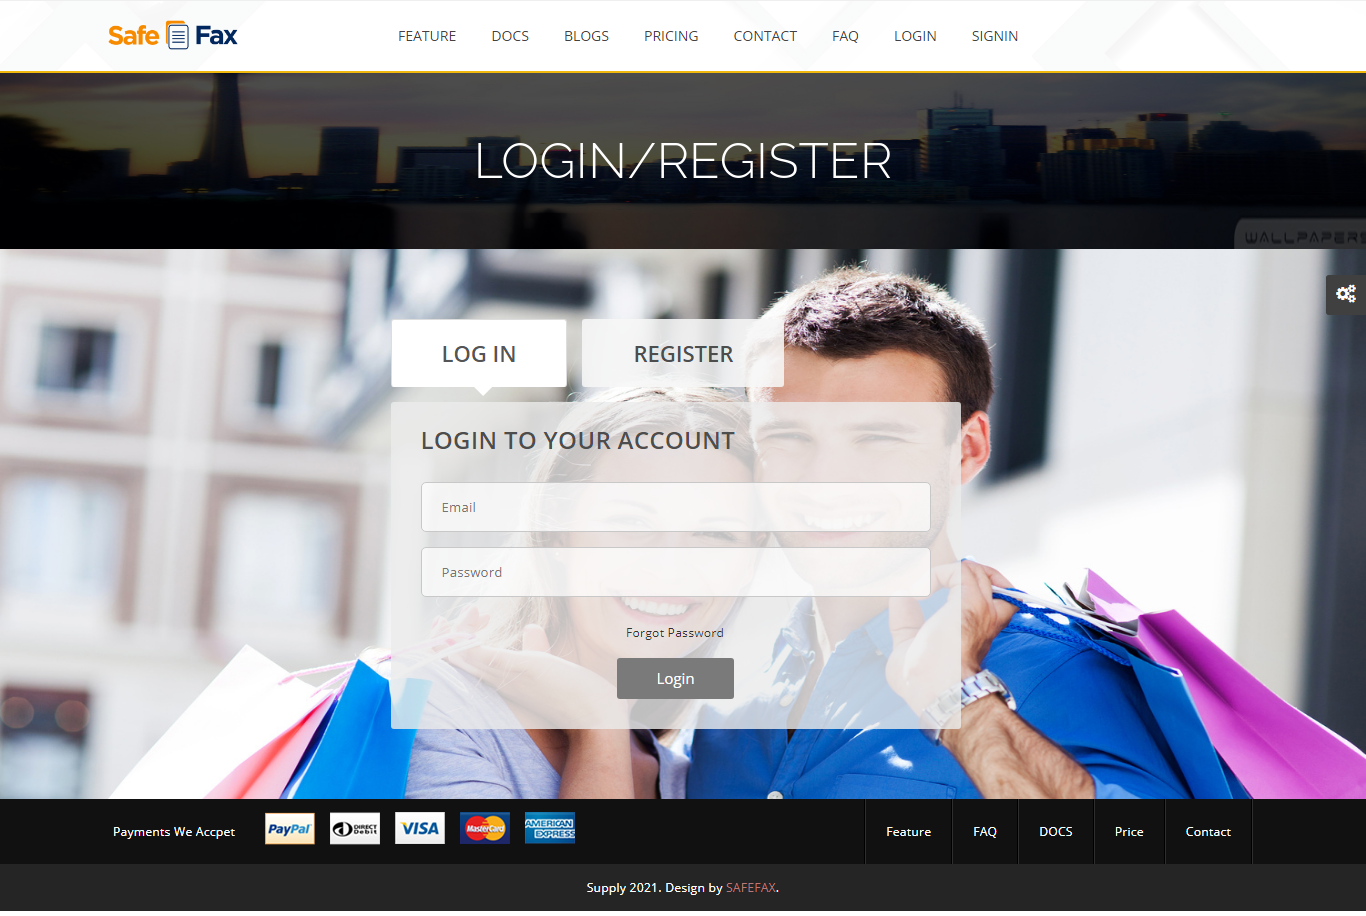 Safe Fax
FEATURE DOCS BLOGS PRICING CONTACT FAQ LOGIN SIGNIN
LOGIN/REGISTER
WALLPAPERS
LOG IN REGISTER
LOGIN TO YOUR ACCOUNT
Email
Password
Forgot Password
Login
Payments We Accpet PayPal DIRECT Debit VISA MasterCard AMERICAN EXPRESS Feature FAQ DOCS Price Contact
Supply 2021. Design by SAFEFAX.